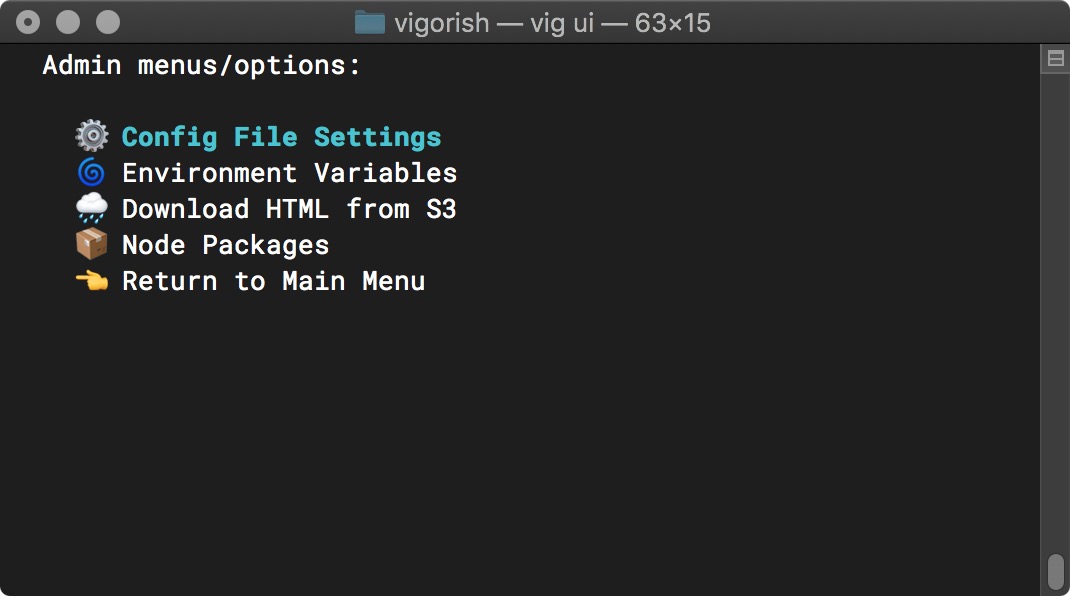 vigorish — vig ui — 63×15
Admin menus/options:
Config File Settings
Environment Variables
Download HTML from S3
Node Packages
Return to Main Menu